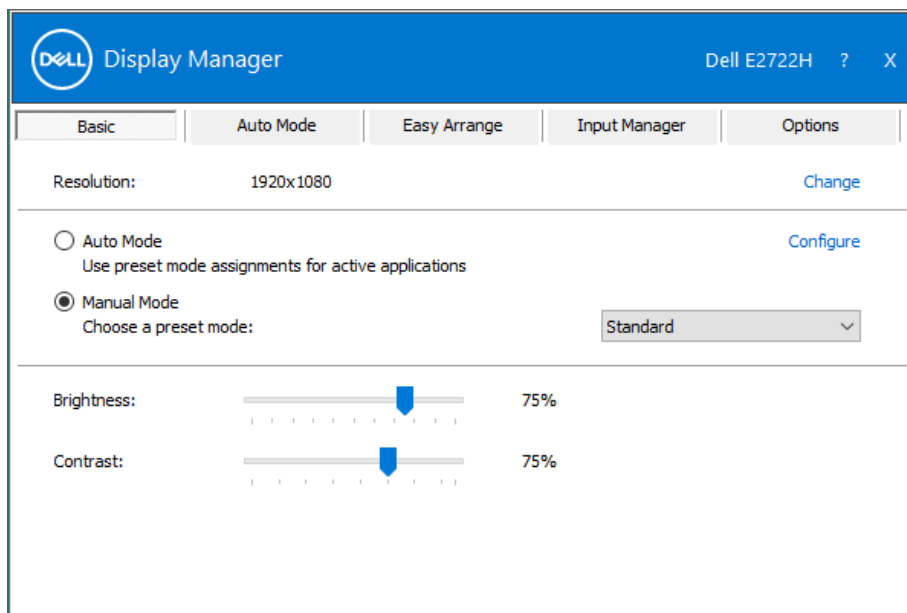 DELL Display Manager Dell E2722H ? X
Basic Auto Mode Easy Arrange Input Manager Options
Resolution: 1920x1080 Change
Auto Mode Configure
Use preset mode assignments for active applications
Manual Mode
Choose a preset mode: Standard
Brightness: 75%
Contrast: 75%